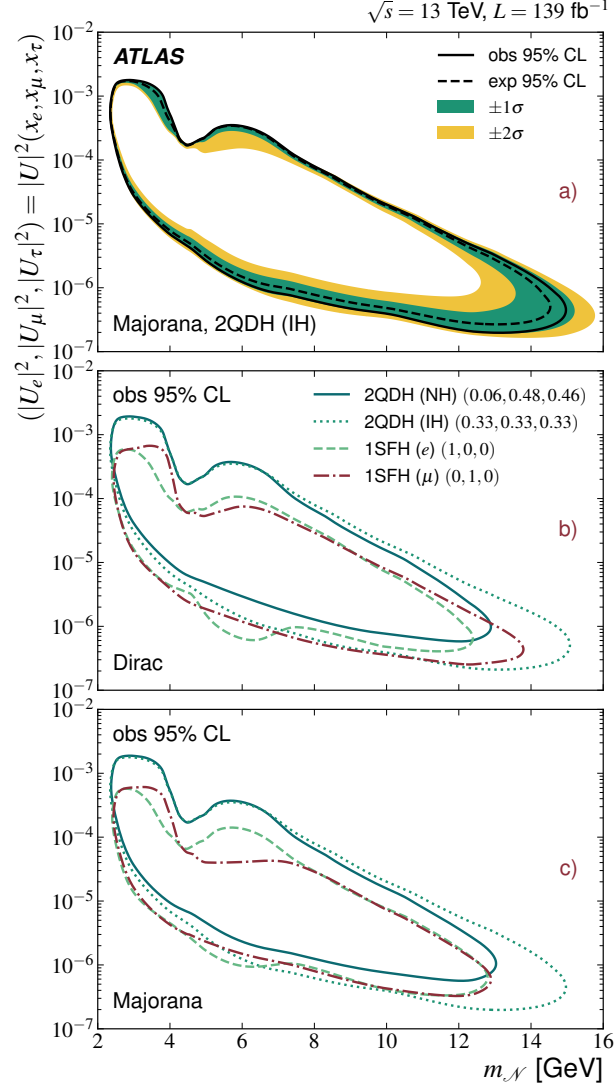 √s = 13 TeV, L = 139 fb⁻¹
(|U_e|², |U_μ|², |U_τ|²) = |U|²(x_e, x_μ, x_τ)
10⁻²
10⁻³
10⁻⁴
10⁻⁵
10⁻⁶
10⁻⁷
ATLAS
obs 95% CL
exp 95% CL
±1σ
±2σ
a)
Majorana, 2QDH (IH)
10⁻²
10⁻³
10⁻⁴
10⁻⁵
10⁻⁶
10⁻⁷
obs 95% CL
2QDH (NH) (0.06,0.48,0.46)
2QDH (IH) (0.33,0.33,0.33)
1SFH (e) (1,0,0)
1SFH (μ) (0,1,0)
b)
Dirac
10⁻²
10⁻³
10⁻⁴
10⁻⁵
10⁻⁶
10⁻⁷
obs 95% CL
c)
Majorana
2 4 6 8 10 12 14 16
m_𝒩 [GeV]